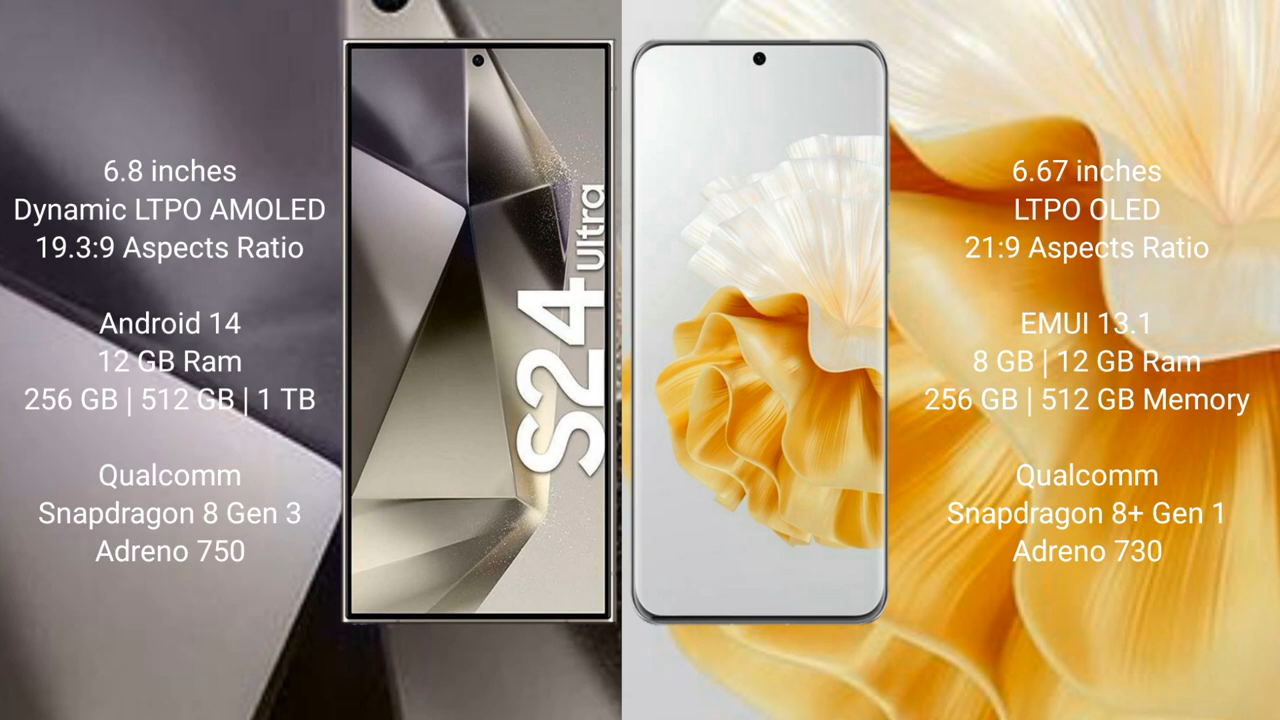 6.8 inches
Dynamic LTPO AMOLED
19.3:9 Aspects Ratio
Android 14
12 GB Ram
256 GB | 512 GB | 1 TB
Qualcomm
Snapdragon 8 Gen 3
Adreno 750
S24 ultra
6.67 inches
LTPO OLED
21:9 Aspects Ratio
EMUI 13.1
8 GB | 12 GB Ram
256 GB | 512 GB Memory
Qualcomm
Snapdragon 8+ Gen 1
Adreno 730